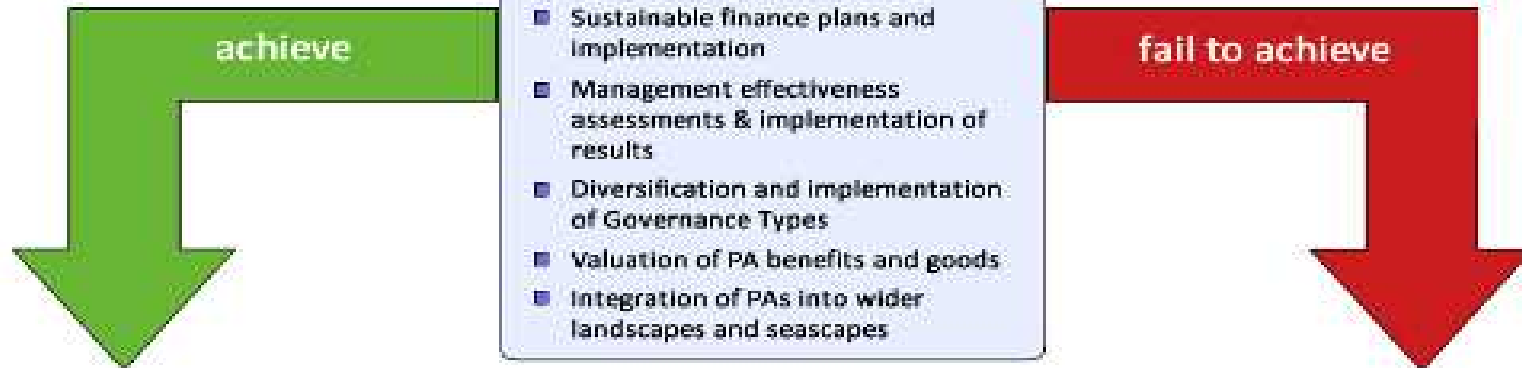 achieve
Sustainable finance plans and
implementation
Management effectiveness
assessments & implementation of
results
Diversification and implementation
of Governance Types
Valuation of PA benefits and goods
Integration of PAs into wider
landscapes and seascapes
fail to achieve